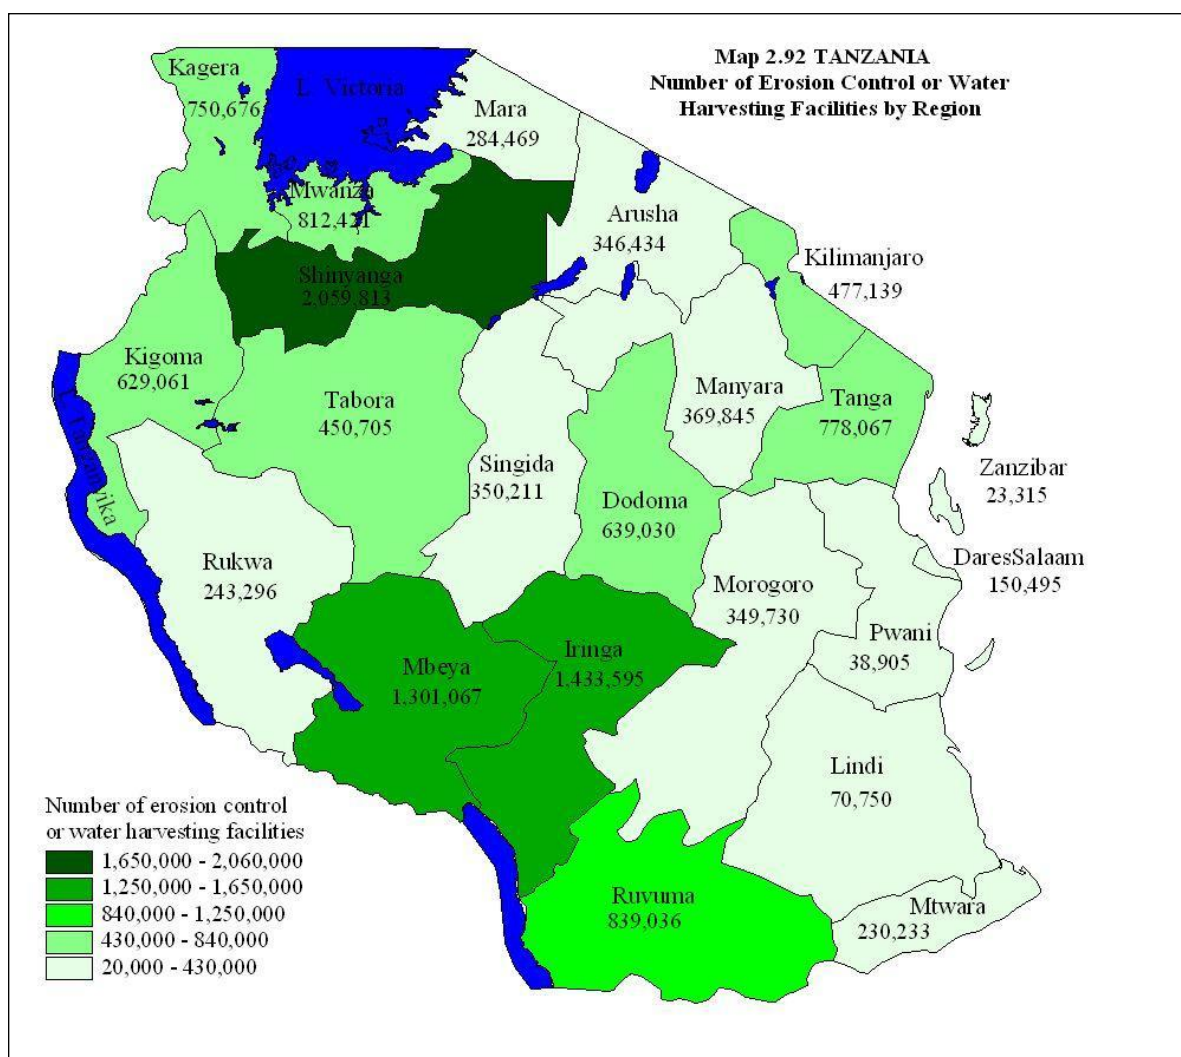 Map 2.92 TANZANIA
Number of Erosion Control or Water
Harvesting Facilities by Region
Kagera
750,676
L. Victoria
Mara
284,469
Mwanza
812,421
Arusha
346,434
Shinyanga
2,059,813
Kilimanjaro
477,139
Kigoma
629,061
Tabora
450,705
Manyara
369,845
Tanga
778,067
L. Tanganyika
Singida
350,211
Zanzibar
23,315
Dodoma
639,030
Rukwa
243,296
DaresSalaam
150,495
Morogoro
349,730
Pwani
38,905
Iringa
1,433,595
Mbeya
1,301,067
Lindi
70,750
Ruvuma
839,036
Mtwara
230,233
Number of erosion control
or water harvesting facilities
1,650,000 - 2,060,000
1,250,000 - 1,650,000
840,000 - 1,250,000
430,000 - 840,000
20,000 - 430,000